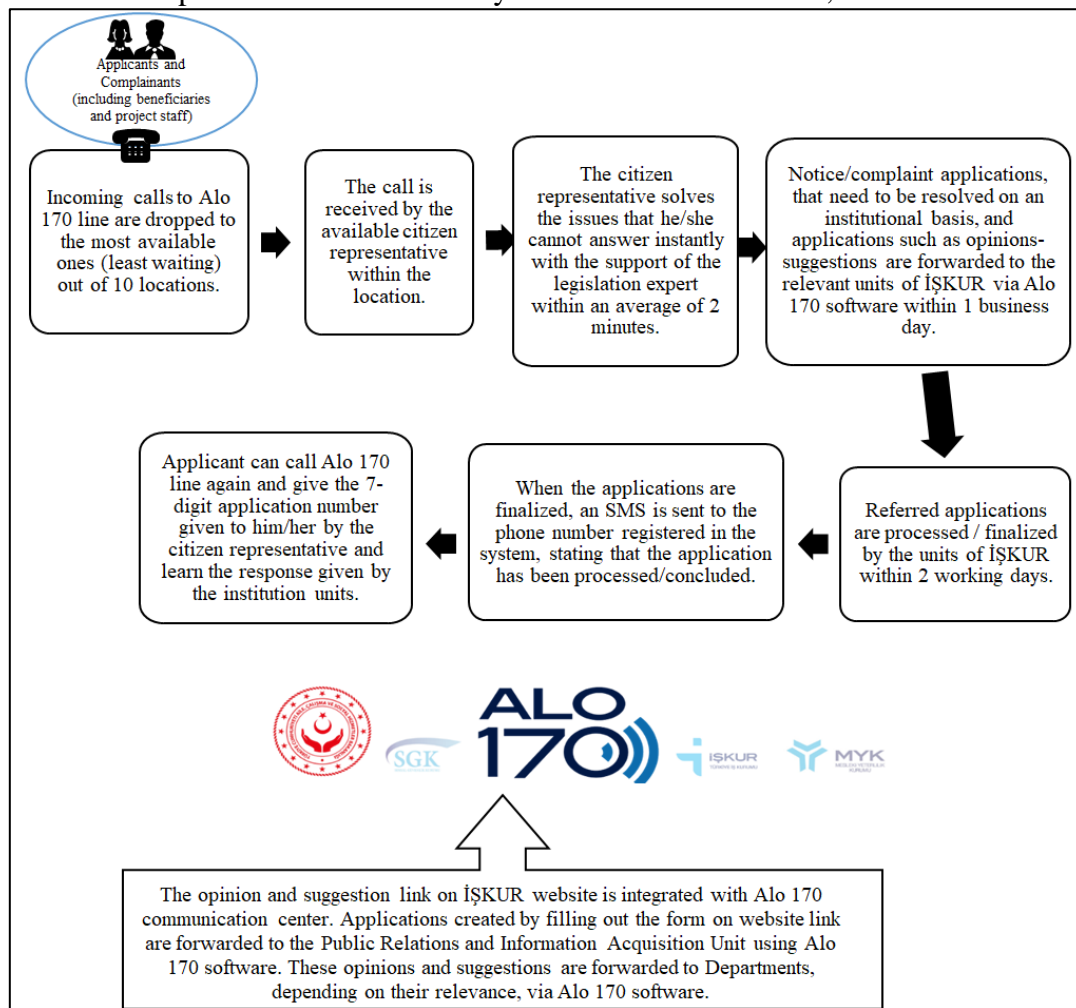 Applicants and
Complainants
(including beneficiaries
and project staff)
Incoming calls to Alo
170 line are dropped to
the most available
ones (least waiting)
out of 10 locations.
The call is
received by the
available citizen
representative
within the
location.
The citizen
representative solves
the issues that he/she
cannot answer instantly
with the support of the
legislation expert
within an average of 2
minutes.
Notice/complaint applications,
that need to be resolved on an
institutional basis, and
applications such as opinions-
suggestions are forwarded to the
relevant units of İŞKUR via Alo
170 software within 1 business
day.
Referred applications
are processed / finalized
by the units of İŞKUR
within 2 working days.
When the applications are
finalized, an SMS is sent to
the phone number registered in
the system, stating that the
application has been
processed/concluded.
Applicant can call Alo 170
line again and give the 7-
digit application number
given to him/her by the
citizen representative and
learn the response given by
the institution units.
SGK
ALO
170
İŞKUR
TÜRKİYE İŞ KURUMU
MYK
MESLEKİ YETERLİLİK
KURUMU
The opinion and suggestion link on İŞKUR website is integrated with Alo 170
communication center. Applications created by filling out the form on website link
are forwarded to the Public Relations and Information Acquisition Unit using Alo
170 software. These opinions and suggestions are forwarded to Departments,
depending on their relevance, via Alo 170 software.